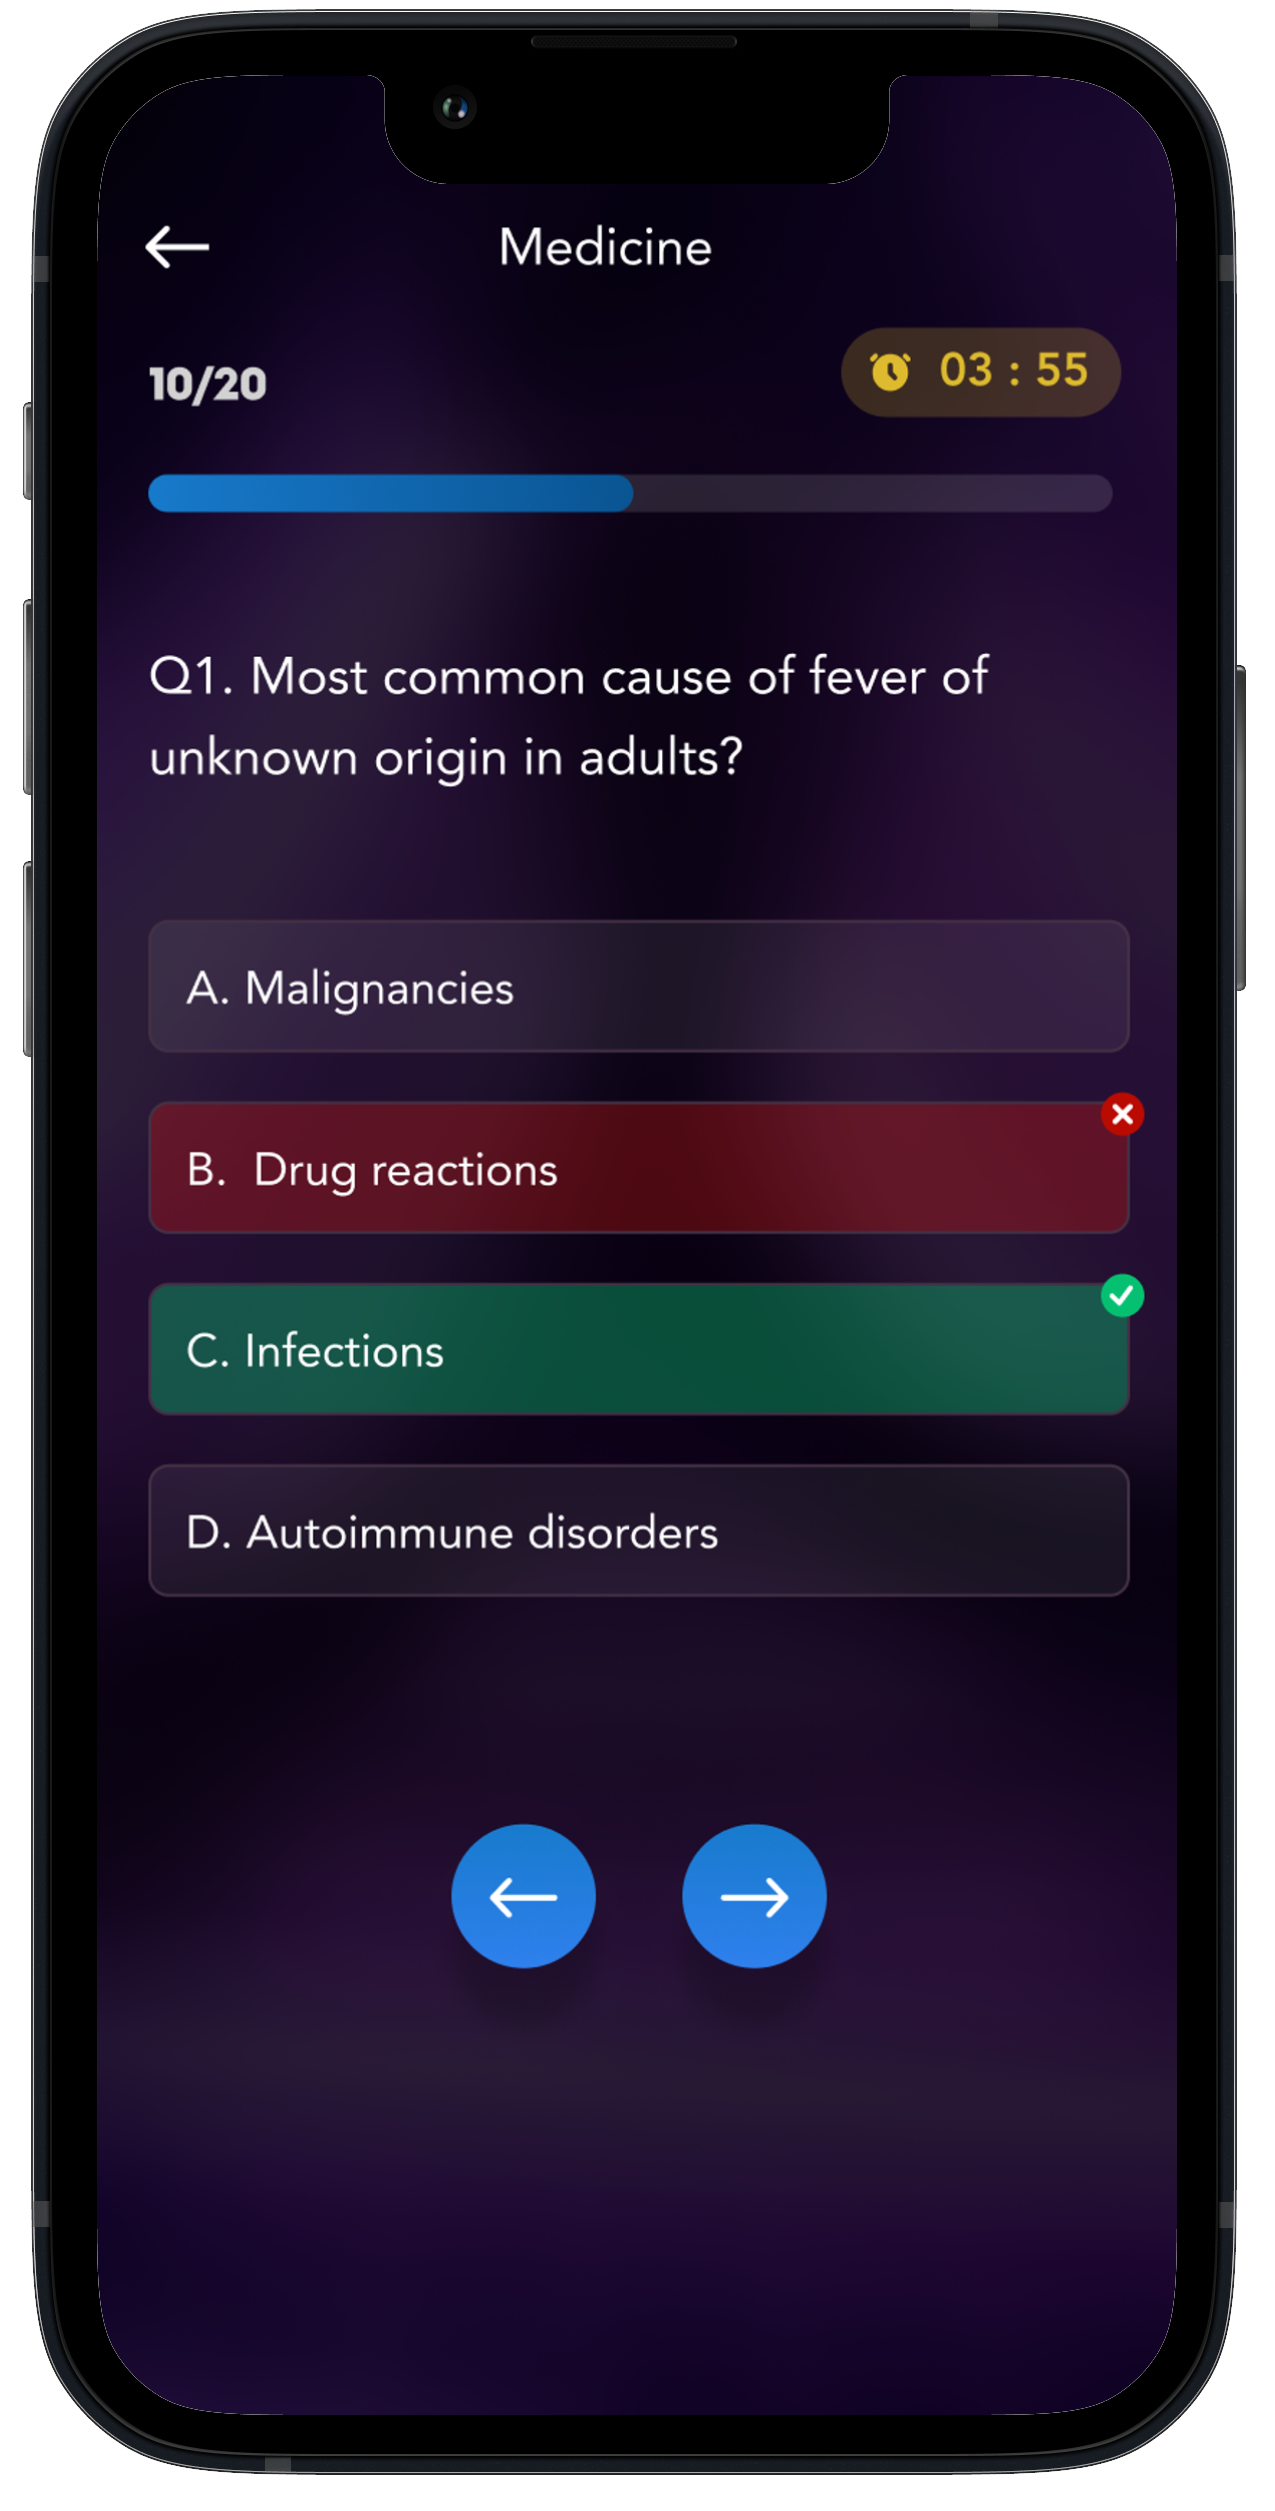 Medicine
10/20
03 : 55
Q1. Most common cause of fever of
unknown origin in adults?
A. Malignancies
B. Drug reactions
C. Infections
D. Autoimmune disorders